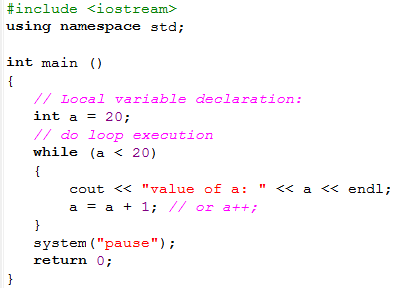 #include <iostream>
using namespace std;
int main ()
{
// Local variable declaration:
int a = 20;
// do loop execution
while (a < 20)
{
cout << "value of a: " << a << endl;
a = a + 1; // or a++;
}
system("pause");
return 0;
}